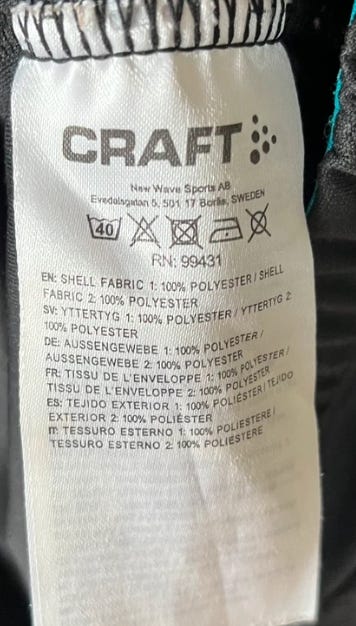 CRAFT
New Wave Sports AB
Evedalsgatan 5, 501 17 Borås, SWEDEN
40
RN: 99431
EN: SHELL FABRIC 1: 100% POLYESTER / SHELL
FABRIC 2: 100% POLYESTER
SV: YTTERTYG 1: 100% POLYESTER / YTTERTYG 2:
100% POLYESTER
DE: AUSSENGEWEBE 1: 100% POLYESTER /
AUSSENGEWEBE 2: 100% POLYESTER
FR: TISSU DE L'ENVELOPPE 1: 100% POLYESTER /
TISSU DE L'ENVELOPPE 2: 100% POLYESTER
ES: TEJIDO EXTERIOR 1: 100% POLIÉSTER / TEJIDO
EXTERIOR 2: 100% POLIÉSTER
IT: TESSURO ESTERNO 1: 100% POLIESTERE /
TESSURO ESTERNO 2: 100% POLIESTERE